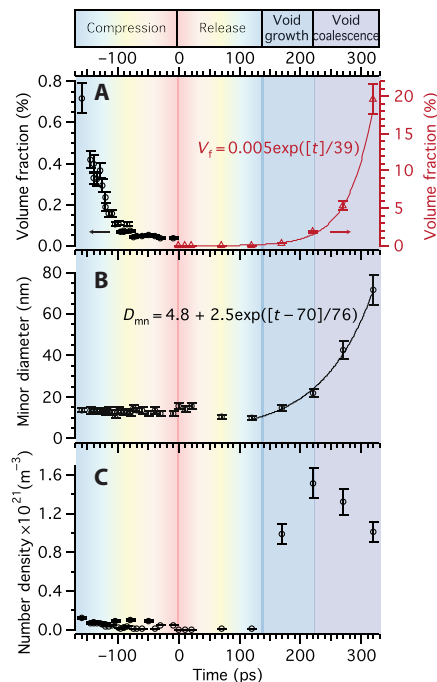 Compression Release Void growth Void coalescence
−100 0 100 200 300
A
0.8 0.6 0.4 0.2 0.0
Volume fraction (%)
V_f = 0.005exp([t]/39)
20 15 10 5 0
Volume fraction (%)
B
80 60 40 20 0
Minor diameter (nm)
D_mn = 4.8 + 2.5exp([t − 70]/76)
C
1.6 1.2 0.8 0.4 0.0
Number density ×10^21 (m^−3)
−100 0 100 200 300
Time (ps)